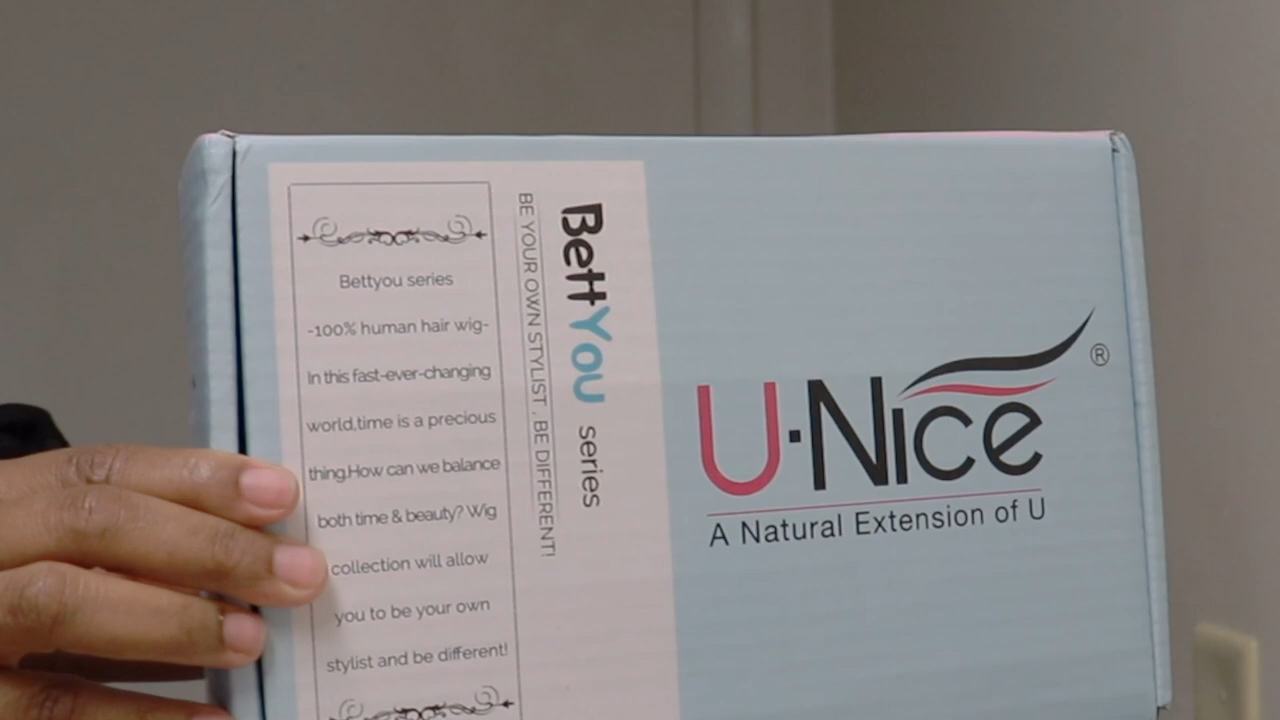 Bettyou series
-100% human hair wig-
In this fast-ever-changing
world,time is a precious
thing.How can we balance
both time & beauty? Wig
collection will allow
you to be your own
stylist and be different!
BettYou series
BE YOUR OWN STYLIST , BE DIFFERENT!
U·Nice ®
A Natural Extension of U